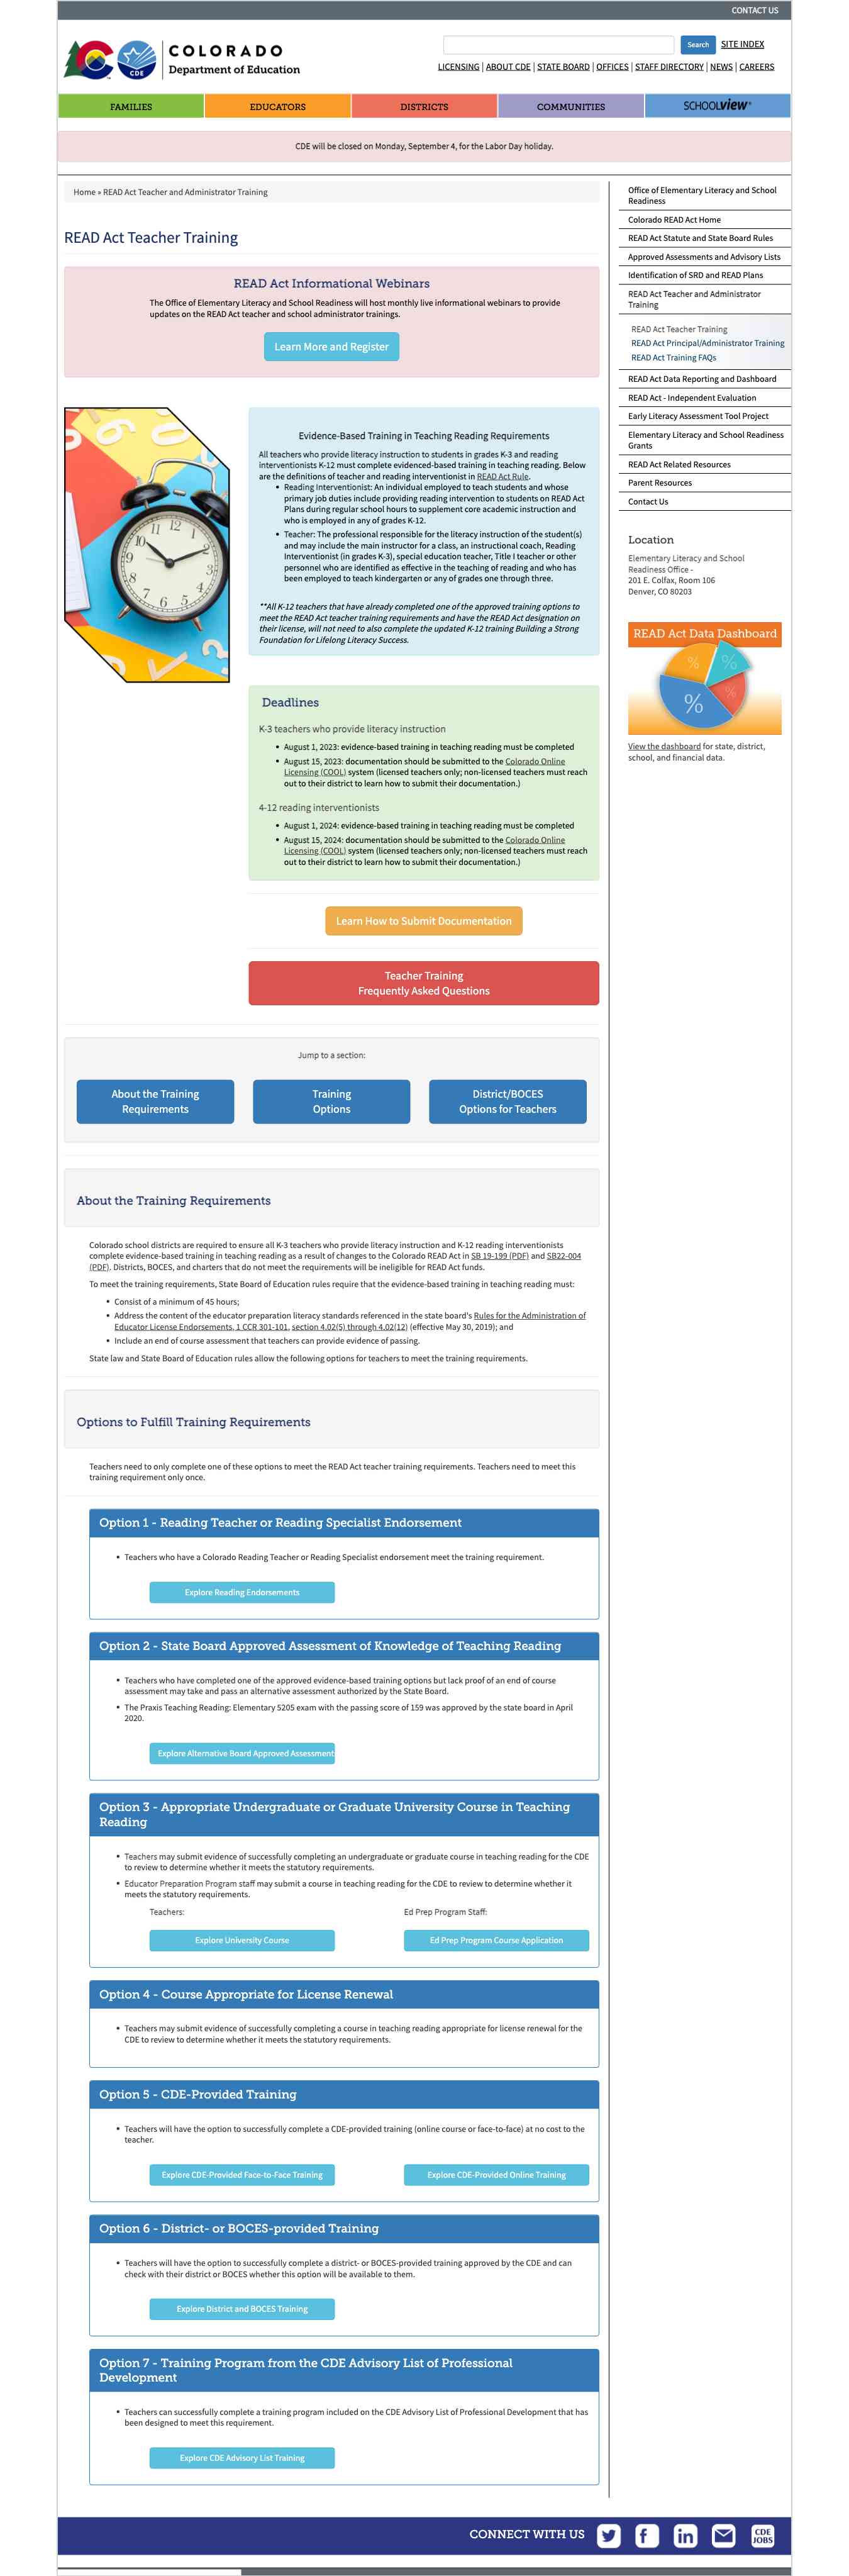 CONTACT US
COLORADO
Department of Education
CDE
Search
SITE INDEX
LICENSING | ABOUT CDE | STATE BOARD | OFFICES | STAFF DIRECTORY | NEWS | CAREERS
FAMILIES
EDUCATORS
DISTRICTS
COMMUNITIES
SCHOOLVIEW®
CDE will be closed on Monday, September 4, for the Labor Day holiday.
Home » READ Act Teacher and Administrator Training
READ Act Teacher Training
READ Act Informational Webinars
The Office of Elementary Literacy and School Readiness will host monthly live informational webinars to provide
updates on the READ Act teacher and school administrator trainings.
Learn More and Register
Evidence-Based Training in Teaching Reading Requirements
All teachers who provide literacy instruction to students in grades K-3 and reading
interventionists K-12 must complete evidenced-based training in teaching reading. Below
are the definitions of teacher and reading interventionist in READ Act Rule.
• Reading Interventionist: An individual employed to teach students and whose
primary job duties include providing reading intervention to students on READ Act
Plans during regular school hours to supplement core academic instruction and
who is employed in any of grades K-12.
• Teacher: The professional responsible for the literacy instruction of the student(s)
and may include the main instructor for a class, an instructional coach, Reading
Interventionist (in grades K-3), special education teacher, Title I teacher or other
personnel who are identified as effective in the teaching of reading and who has
been employed to teach kindergarten or any of grades one through three.
**All K-12 teachers that have already completed one of the approved training options to
meet the READ Act teacher training requirements and have the READ Act designation on
their license, will not need to also complete the updated K-12 training Building a Strong
Foundation for Lifelong Literacy Success.
Deadlines
K-3 teachers who provide literacy instruction
• August 1, 2023: evidence-based training in teaching reading must be completed
• August 15, 2023: documentation should be submitted to the Colorado Online
Licensing (COOL) system (licensed teachers only; non-licensed teachers must reach
out to their district to learn how to submit their documentation.)
4-12 reading interventionists
• August 1, 2024: evidence-based training in teaching reading must be completed
• August 15, 2024: documentation should be submitted to the Colorado Online
Licensing (COOL) system (licensed teachers only; non-licensed teachers must reach
out to their district to learn how to submit their documentation.)
Learn How to Submit Documentation
Teacher Training
Frequently Asked Questions
Jump to a section:
About the Training
Requirements
Training
Options
District/BOCES
Options for Teachers
About the Training Requirements
Colorado school districts are required to ensure all K-3 teachers who provide literacy instruction and K-12 reading interventionists
complete evidence-based training in teaching reading as a result of changes to the Colorado READ Act in SB 19-199 (PDF) and SB22-004
(PDF). Districts, BOCES, and charters that do not meet the requirements will be ineligible for READ Act funds.
To meet the training requirements, State Board of Education rules require that the evidence-based training in teaching reading must:
• Consist of a minimum of 45 hours;
• Address the content of the educator preparation literacy standards referenced in the state board's Rules for the Administration of
Educator License Endorsements, 1 CCR 301-101, section 4.02(5) through 4.02(12) (effective May 30, 2019); and
• Include an end of course assessment that teachers can provide evidence of passing.
State law and State Board of Education rules allow the following options for teachers to meet the training requirements.
Options to Fulfill Training Requirements
Teachers need to only complete one of these options to meet the READ Act teacher training requirements. Teachers need to meet this
training requirement only once.
Option 1 - Reading Teacher or Reading Specialist Endorsement
• Teachers who have a Colorado Reading Teacher or Reading Specialist endorsement meet the training requirement.
Explore Reading Endorsements
Option 2 - State Board Approved Assessment of Knowledge of Teaching Reading
• Teachers who have completed one of the approved evidence-based training options but lack proof of an end of course
assessment may take and pass an alternative assessment authorized by the State Board.
• The Praxis Teaching Reading: Elementary 5205 exam with the passing score of 159 was approved by the state board in April
2020.
Explore Alternative Board Approved Assessment
Option 3 - Appropriate Undergraduate or Graduate University Course in Teaching
Reading
• Teachers may submit evidence of successfully completing an undergraduate or graduate course in teaching reading for the CDE
to review to determine whether it meets the statutory requirements.
• Educator Preparation Program staff may submit a course in teaching reading for the CDE to review to determine whether it
meets the statutory requirements.
Teachers:
Ed Prep Program Staff:
Explore University Course
Ed Prep Program Course Application
Option 4 - Course Appropriate for License Renewal
• Teachers may submit evidence of successfully completing a course in teaching reading appropriate for license renewal for the
CDE to review to determine whether it meets the statutory requirements.
Option 5 - CDE-Provided Training
• Teachers will have the option to successfully complete a CDE-provided training (online course or face-to-face) at no cost to the
teacher.
Explore CDE-Provided Face-to-Face Training
Explore CDE-Provided Online Training
Option 6 - District- or BOCES-provided Training
• Teachers will have the option to successfully complete a district- or BOCES-provided training approved by the CDE and can
check with their district or BOCES whether this option will be available to them.
Explore District and BOCES Training
Option 7 - Training Program from the CDE Advisory List of Professional
Development
• Teachers can successfully complete a training program included on the CDE Advisory List of Professional Development that has
been designed to meet this requirement.
Explore CDE Advisory List Training
Office of Elementary Literacy and School
Readiness
Colorado READ Act Home
READ Act Statute and State Board Rules
Approved Assessments and Advisory Lists
Identification of SRD and READ Plans
READ Act Teacher and Administrator
Training
READ Act Teacher Training
READ Act Principal/Administrator Training
READ Act Training FAQs
READ Act Data Reporting and Dashboard
READ Act - Independent Evaluation
Early Literacy Assessment Tool Project
Elementary Literacy and School Readiness
Grants
READ Act Related Resources
Parent Resources
Contact Us
Location
Elementary Literacy and School
Readiness Office -
201 E. Colfax, Room 106
Denver, CO 80203
READ Act Data Dashboard
%
%
%
%
View the dashboard for state, district,
school, and financial data.
CONNECT WITH US
CDE
JOBS